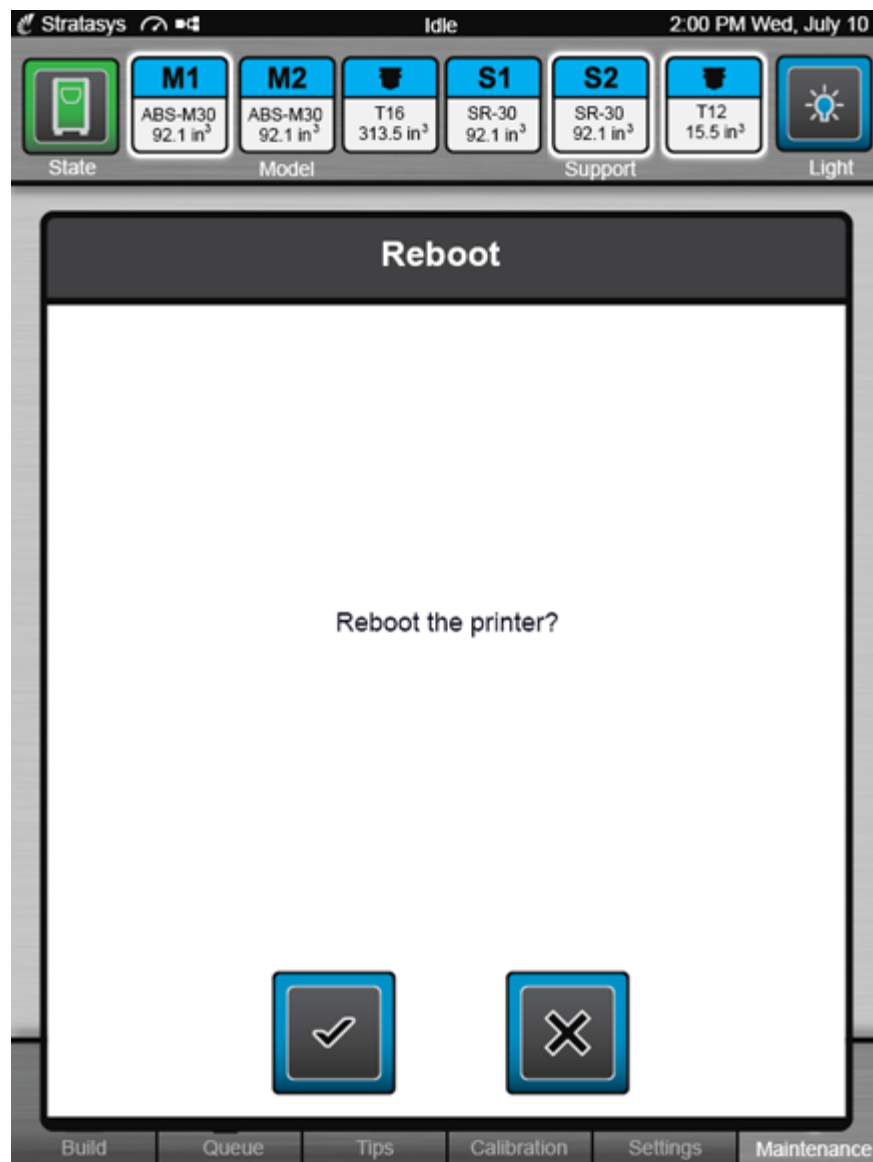 Stratasys Idle 2:00 PM Wed, July 10
M1 M2 S1 S2
ABS-M30 ABS-M30 T16 SR-30 SR-30 T12
92.1 in³ 92.1 in³ 313.5 in³ 92.1 in³ 92.1 in³ 15.5 in³
State Model Support Light
Reboot
Reboot the printer?
Build Queue Tips Calibration Settings Maintenance